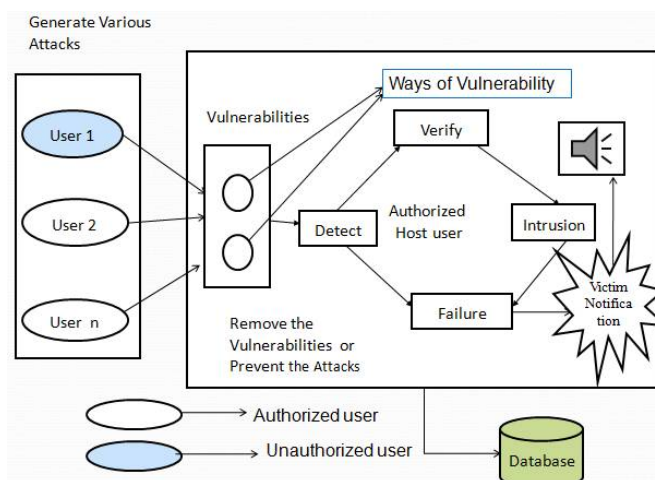 Generate Various
Attacks
User 1
User 2
User n
Vulnerabilities
Ways of Vulnerability
Verify
Detect
Authorized
Host user
Intrusion
Failure
Victim
Notifica
tion
Remove the
Vulnerabilities or
Prevent the Attacks
Authorized user
Unauthorized user
Database